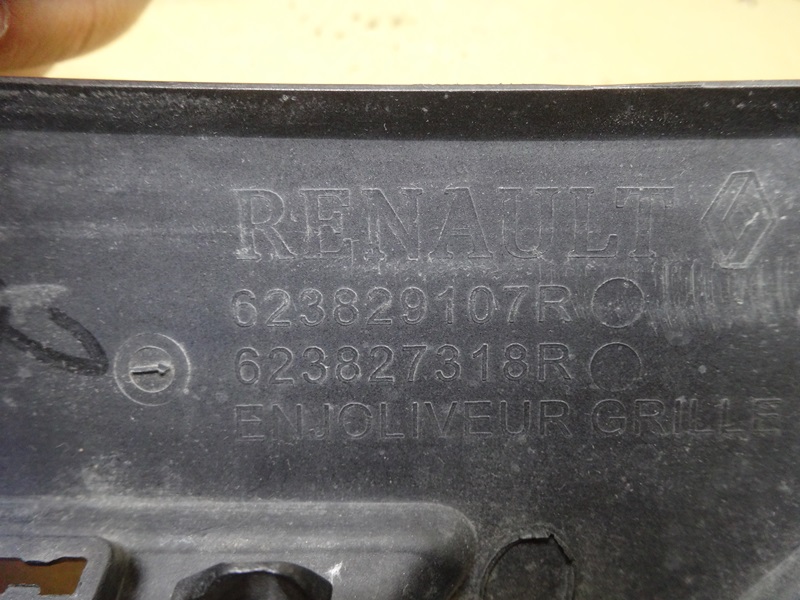 RENAULT
623829107R
623827318R
ENJOLIVEUR GRILLE